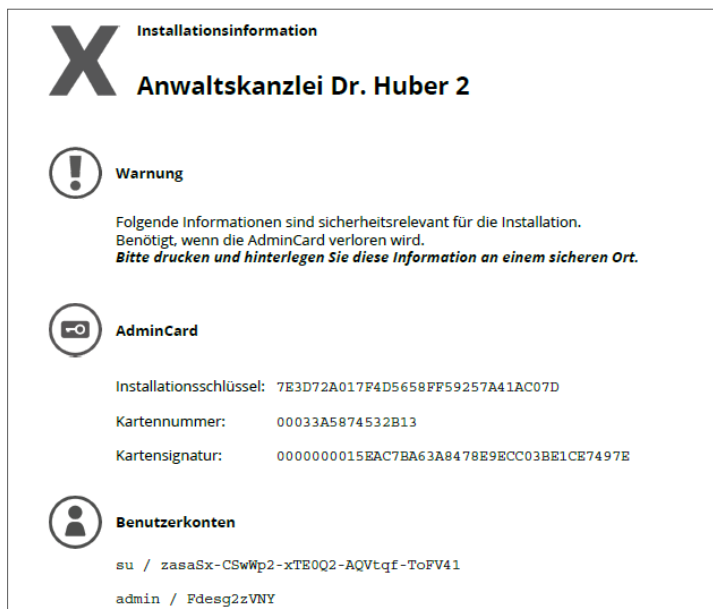 X
Installationsinformation
Anwaltskanzlei Dr. Huber 2
Warnung
Folgende Informationen sind sicherheitsrelevant für die Installation.
Benötigt, wenn die AdminCard verloren wird.
Bitte drucken und hinterlegen Sie diese Information an einem sicheren Ort.
AdminCard
Installationsschlüssel: 7E3D72A017F4D5658FF59257A41AC07D
Kartennummer: 00033A5874532B13
Kartensignatur: 0000000015EAC7BA63A8478E9ECC03BE1CE7497E
Benutzerkonten
su / zasaSx-CSwWp2-xTE0Q2-AQVtqf-ToFV41
admin / Fdesg2zVNY